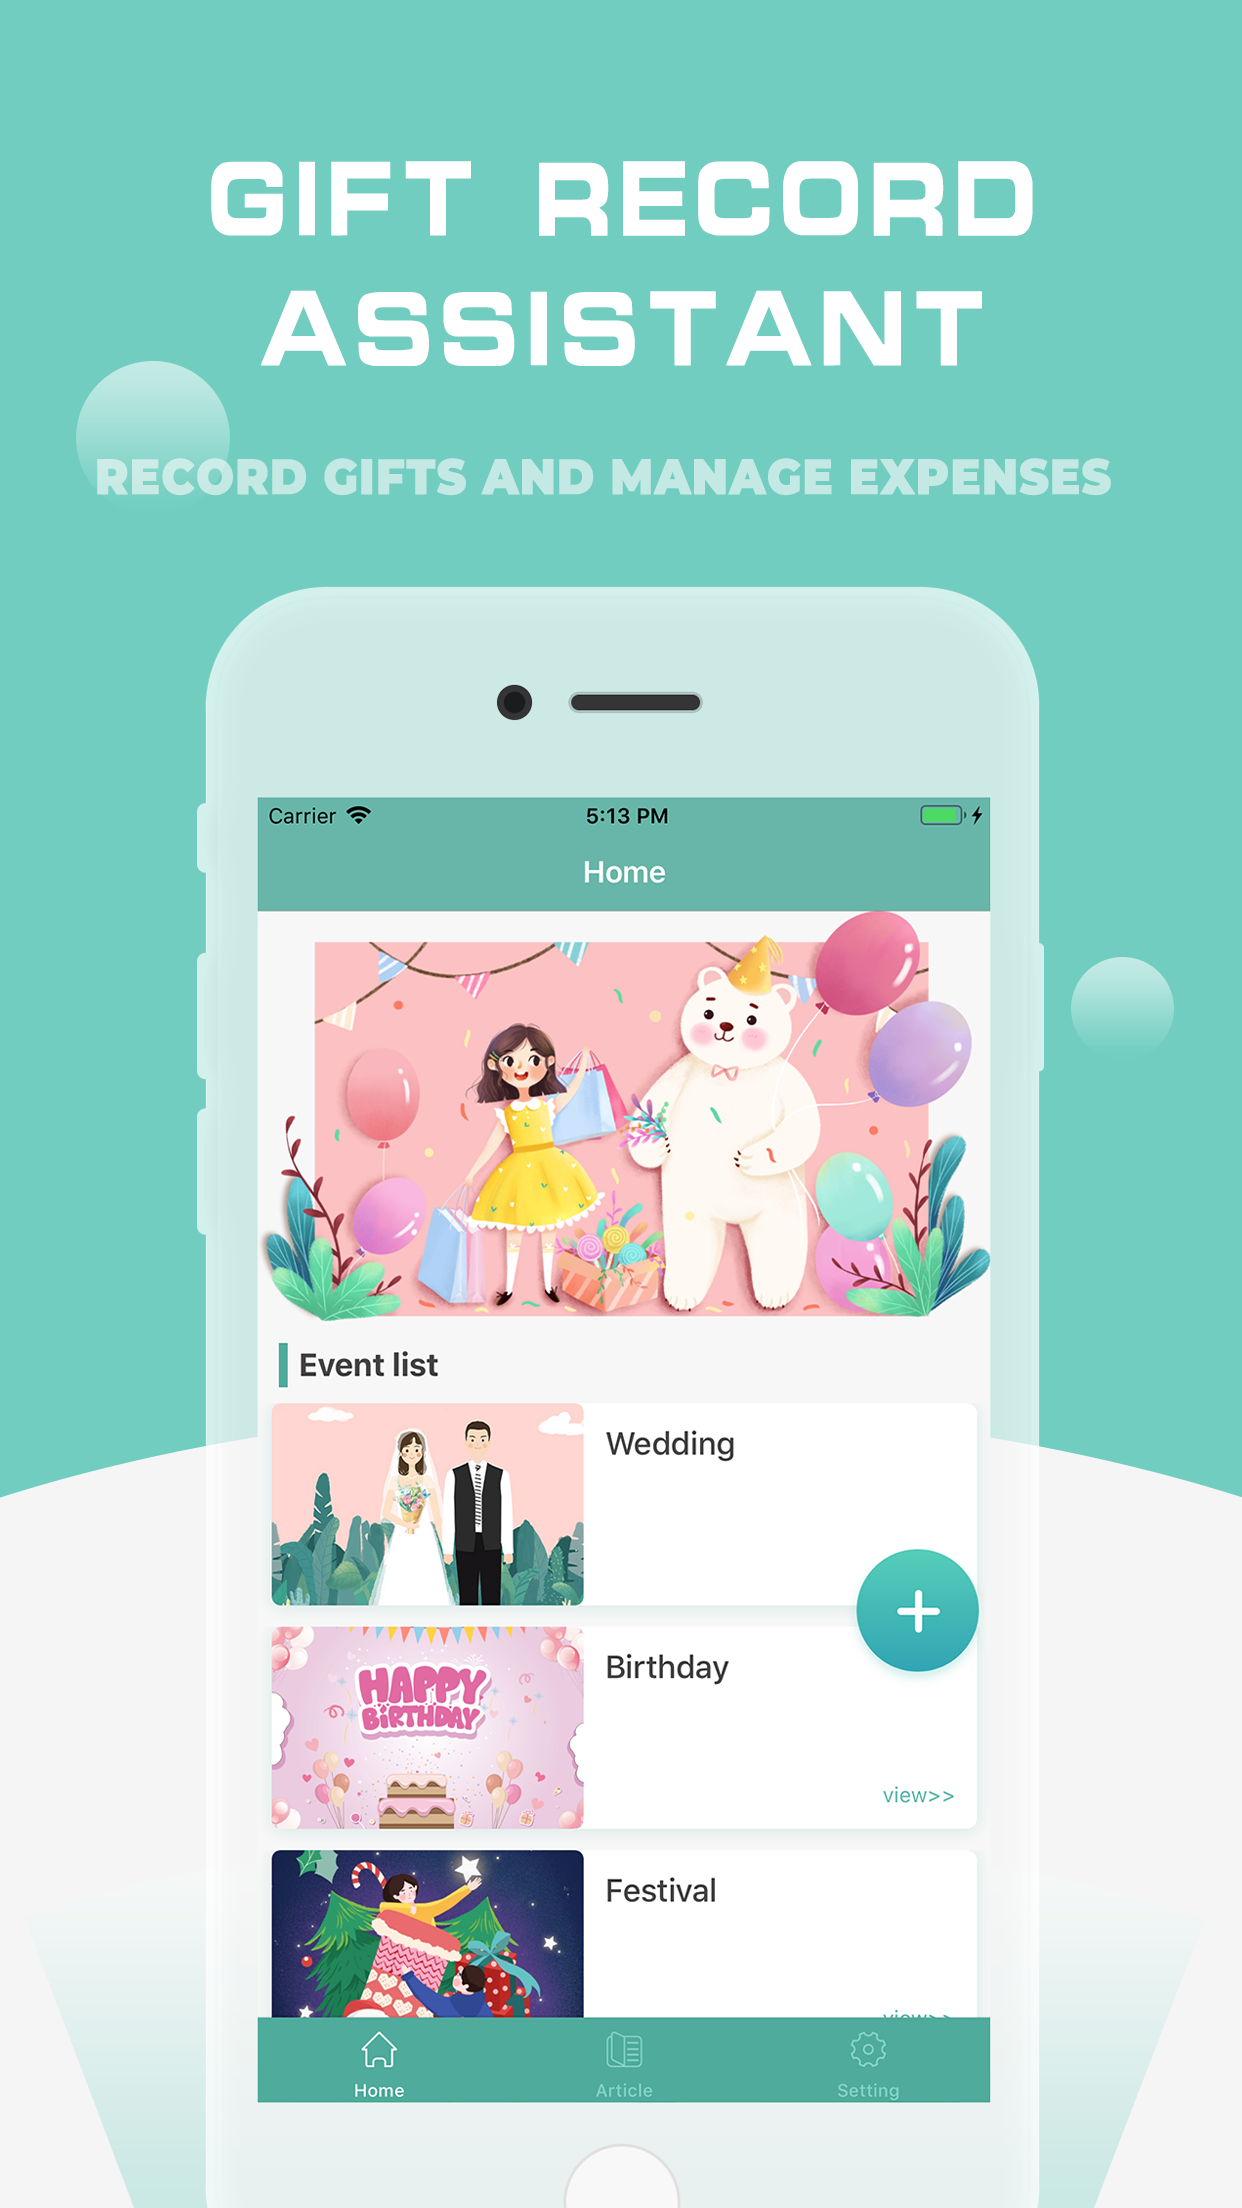 GIFT RECORD
ASSISTANT
RECORD GIFTS AND MANAGE EXPENSES
Carrier 5:13 PM
Home
Event list
Wedding
HAPPY
BIRTHDAY
Birthday
view>>
Festival
view>>
Home Article Setting